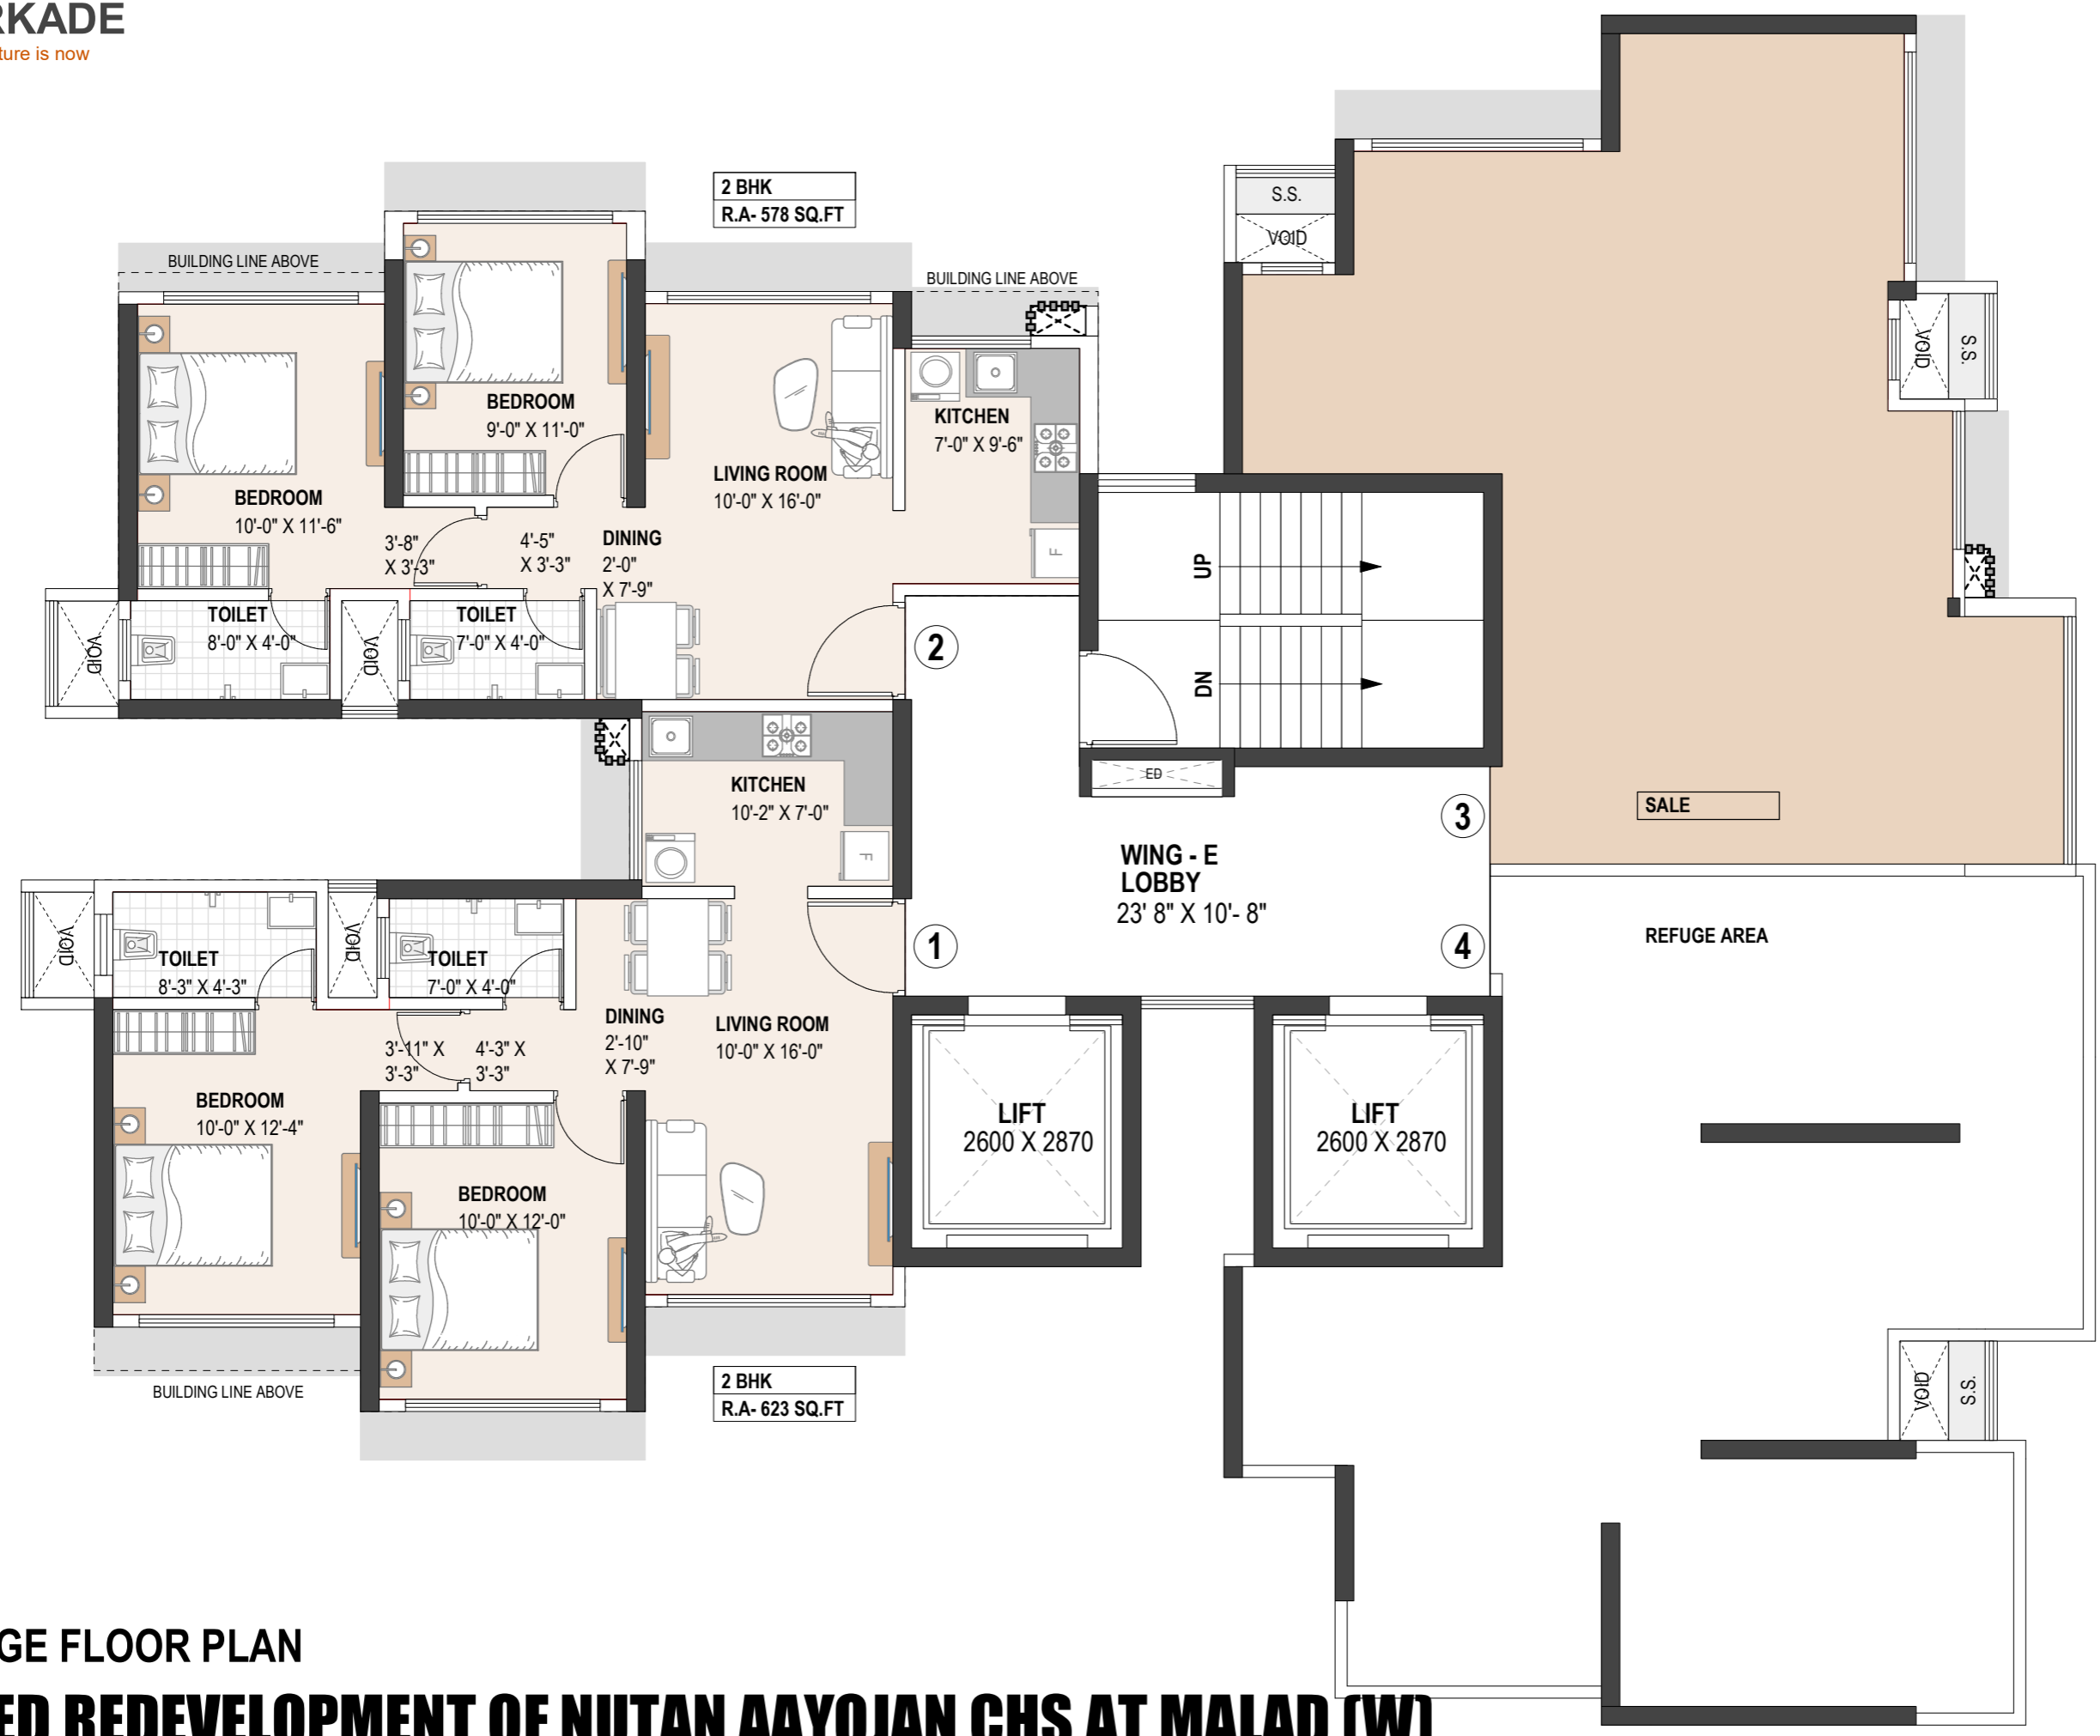 RKADE
ture is now
2 BHK
R.A- 578 SQ.FT
S.S.
VOID
BUILDING LINE ABOVE
BUILDING LINE ABOVE
BEDROOM
9'-0" X 11'-0"
KITCHEN
7'-0" X 9'-6"
VOID
S.S.
LIVING ROOM
10'-0" X 16'-0"
BEDROOM
10'-0" X 11'-6"
3'-8"
X 3'-3"
4'-5"
X 3'-3"
DINING
2'-0"
X 7'-9"
F
UP
TOILET
8'-0" X 4'-0"
TOILET
7'-0" X 4'-0"
VOID
VOID
2
DN
KITCHEN
10'-2" X 7'-0"
F
ED
SALE
3
WING - E
LOBBY
23' 8" X 10'- 8"
1
4
REFUGE AREA
VOID
VOID
TOILET
8'-3" X 4'-3"
TOILET
7'-0" X 4'-0"
DINING
2'-10"
X 7'-9"
LIVING ROOM
10'-0" X 16'-0"
3'-11" X
3'-3"
4'-3" X
3'-3"
BEDROOM
10'-0" X 12'-4"
LIFT
2600 X 2870
LIFT
2600 X 2870
BEDROOM
10'-0" X 12'-0"
BUILDING LINE ABOVE
2 BHK
R.A- 623 SQ.FT
VOID
S.S.
GE FLOOR PLAN
ED REDEVELOPMENT OF NUTAN AAYOJAN CHS AT MALAD (W)